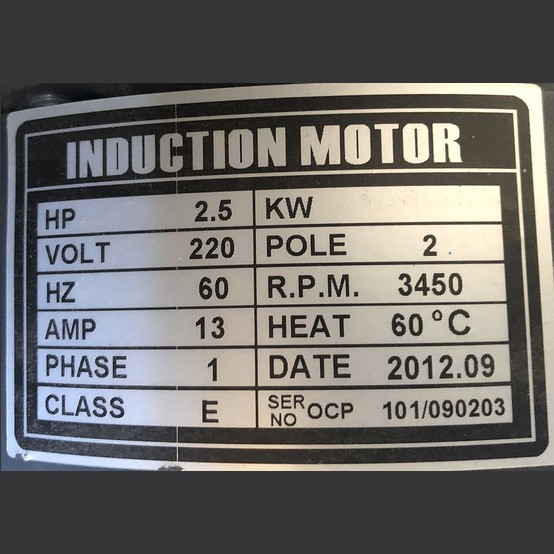 INDUCTION MOTOR
HP 2.5 KW
VOLT 220 POLE 2
HZ 60 R.P.M. 3450
AMP 13 HEAT 60°C
PHASE 1 DATE 2012.09
CLASS E SER NO OCP 101/090203